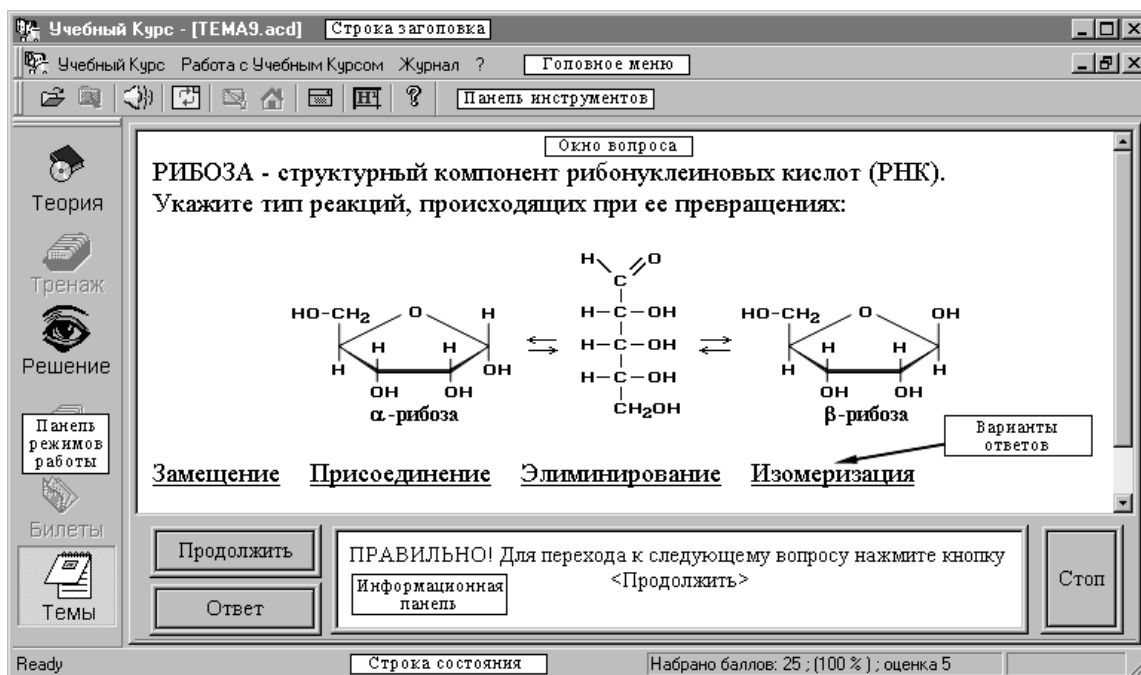 Учебный Курс - [TEMA9.acd] Строка заголовка
Учебный Курс Работа с Учебным Курсом Журнал ? Головное меню
Панель инструментов
Окно вопроса
РИБОЗА - структурный компонент рибонуклеиновых кислот (РНК).
Укажите тип реакций, происходящих при ее превращениях:
Теория
Тренаж
Решение
Панель
режимов
работы
Билеты
Темы
HO-CH2 O H
H H
H OH
OH OH
α-рибоза
H O
C
H-C-OH
H-C-OH
H-C-OH
CH2OH
HO-CH2 O OH
H H
H H
OH OH
β-рибоза
Варианты
ответов
Замещение Присоединение Элиминирование Изомеризация
Продолжить
Ответ
ПРАВИЛЬНО! Для перехода к следующему вопросу нажмите кнопку
<Продолжить>
Информационная
панель
Стоп
Ready Строка состояния Набрано баллов: 25 ; (100 % ) ; оценка 5